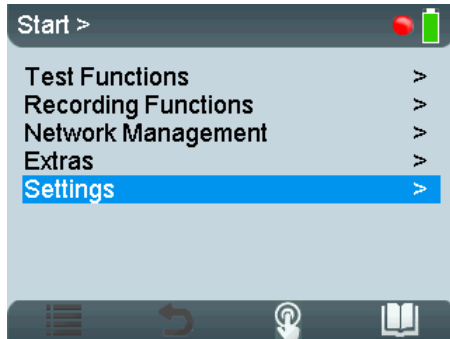 Start >
Test Functions >
Recording Functions >
Network Management >
Extras >
Settings >